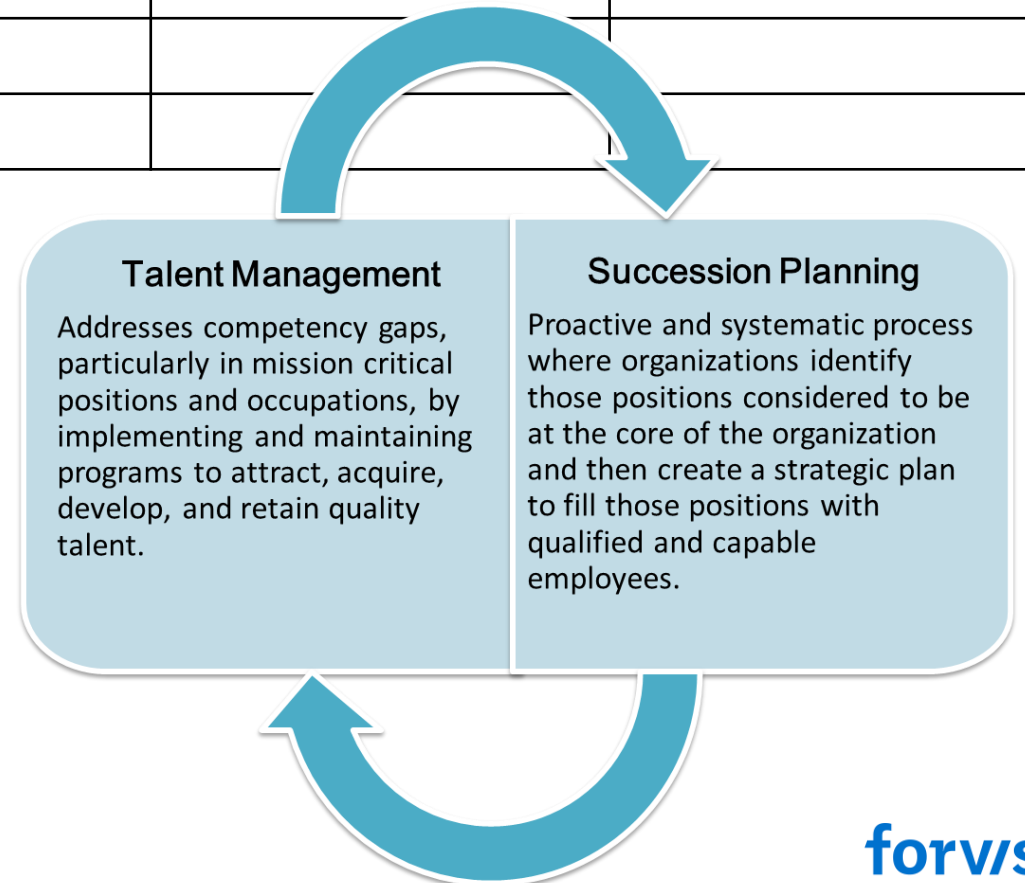 Talent Management
Addresses competency gaps,
particularly in mission critical
positions and occupations, by
implementing and maintaining
programs to attract, acquire,
develop, and retain quality
talent.
Succession Planning
Proactive and systematic process
where organizations identify
those positions considered to be
at the core of the organization
and then create a strategic plan
to fill those positions with
qualified and capable
employees.
forvis